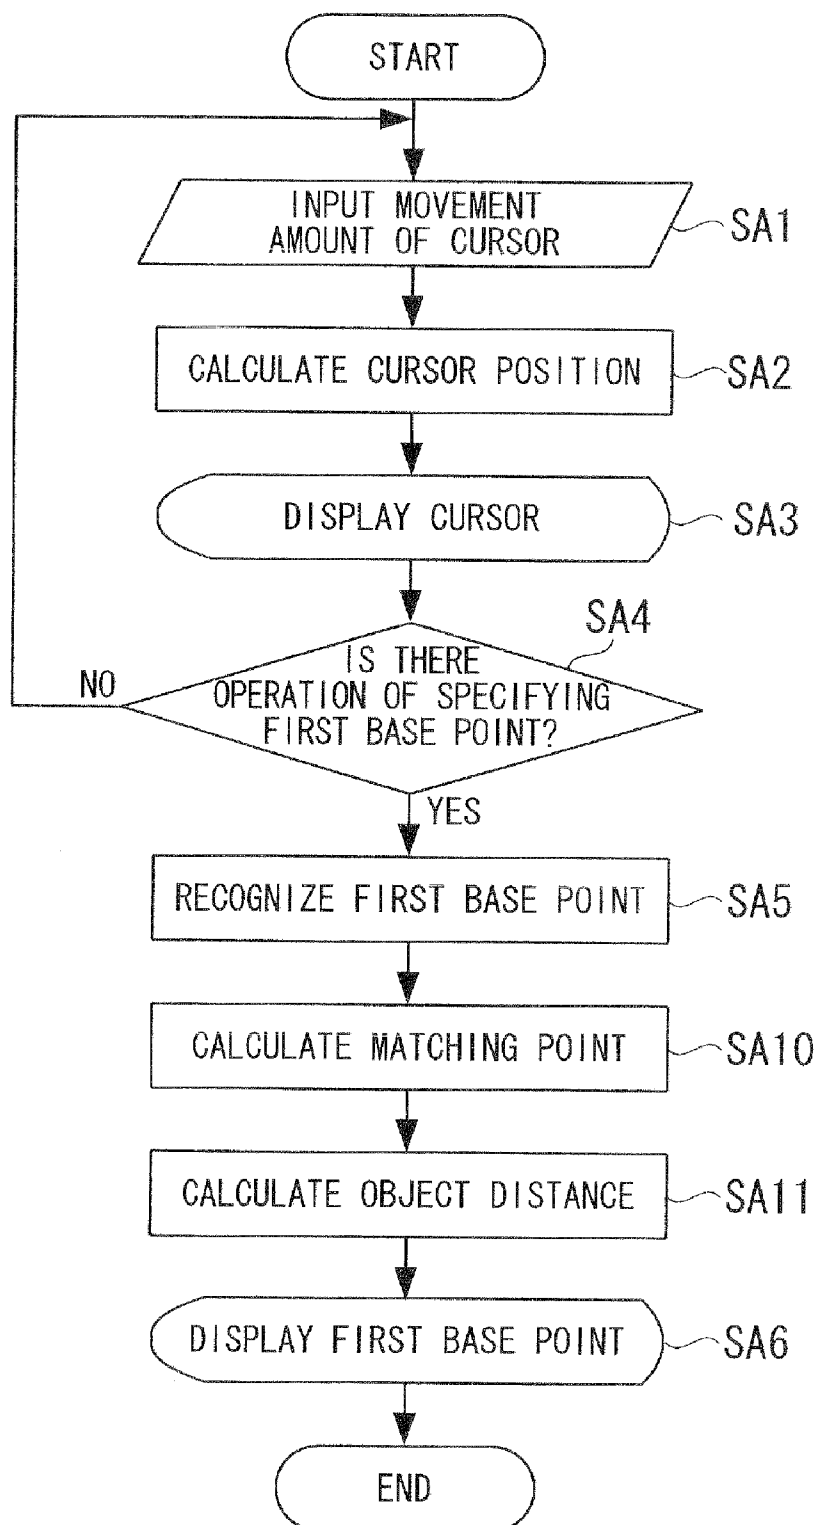 START
INPUT MOVEMENT
AMOUNT OF CURSOR
SA1
CALCULATE CURSOR POSITION
SA2
DISPLAY CURSOR
SA3
SA4
IS THERE
OPERATION OF SPECIFYING
FIRST BASE POINT?
NO
YES
RECOGNIZE FIRST BASE POINT
SA5
CALCULATE MATCHING POINT
SA10
CALCULATE OBJECT DISTANCE
SA11
DISPLAY FIRST BASE POINT
SA6
END